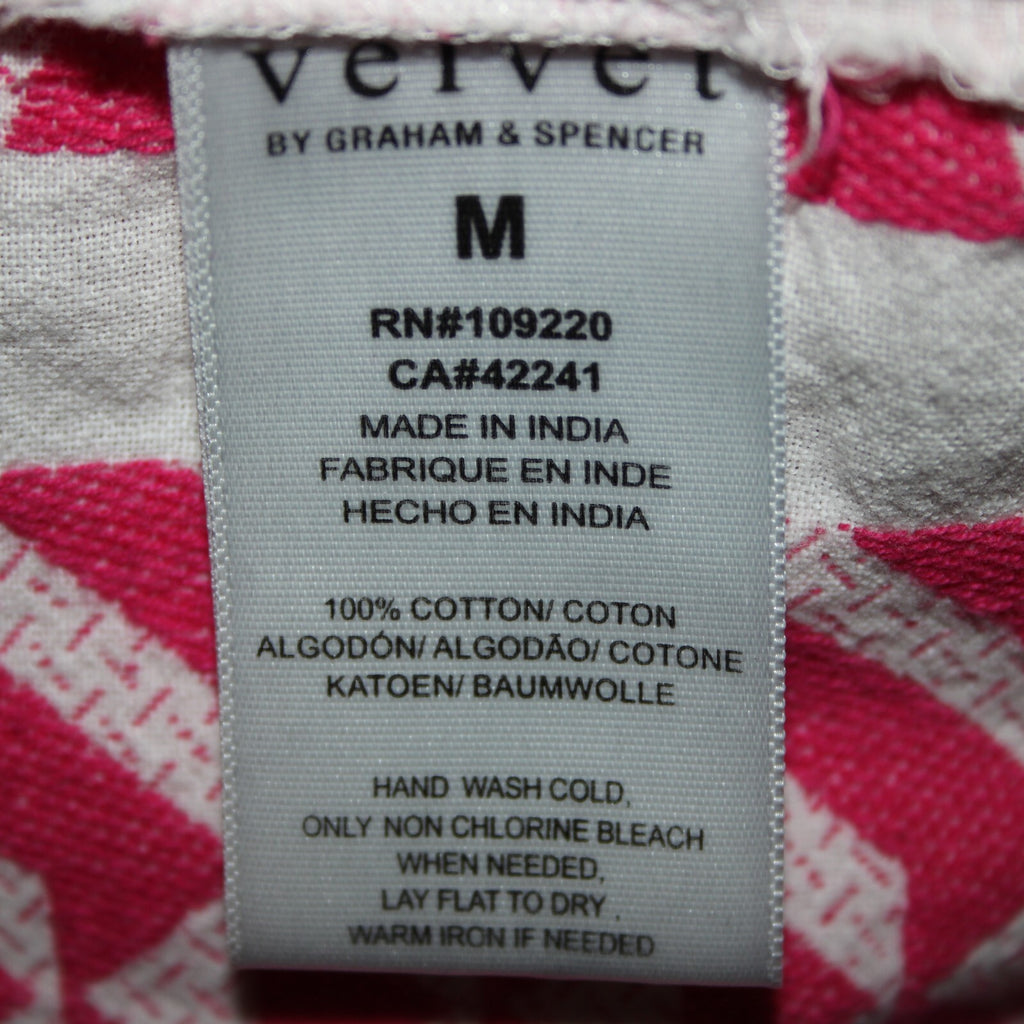 velvet
BY GRAHAM & SPENCER
M
RN#109220
CA#42241
MADE IN INDIA
FABRIQUE EN INDE
HECHO EN INDIA
100% COTTON/ COTON
ALGODÓN/ ALGODÃO/ COTONE
KATOEN/ BAUMWOLLE
HAND WASH COLD,
ONLY NON CHLORINE BLEACH
WHEN NEEDED,
LAY FLAT TO DRY .
WARM IRON IF NEEDED